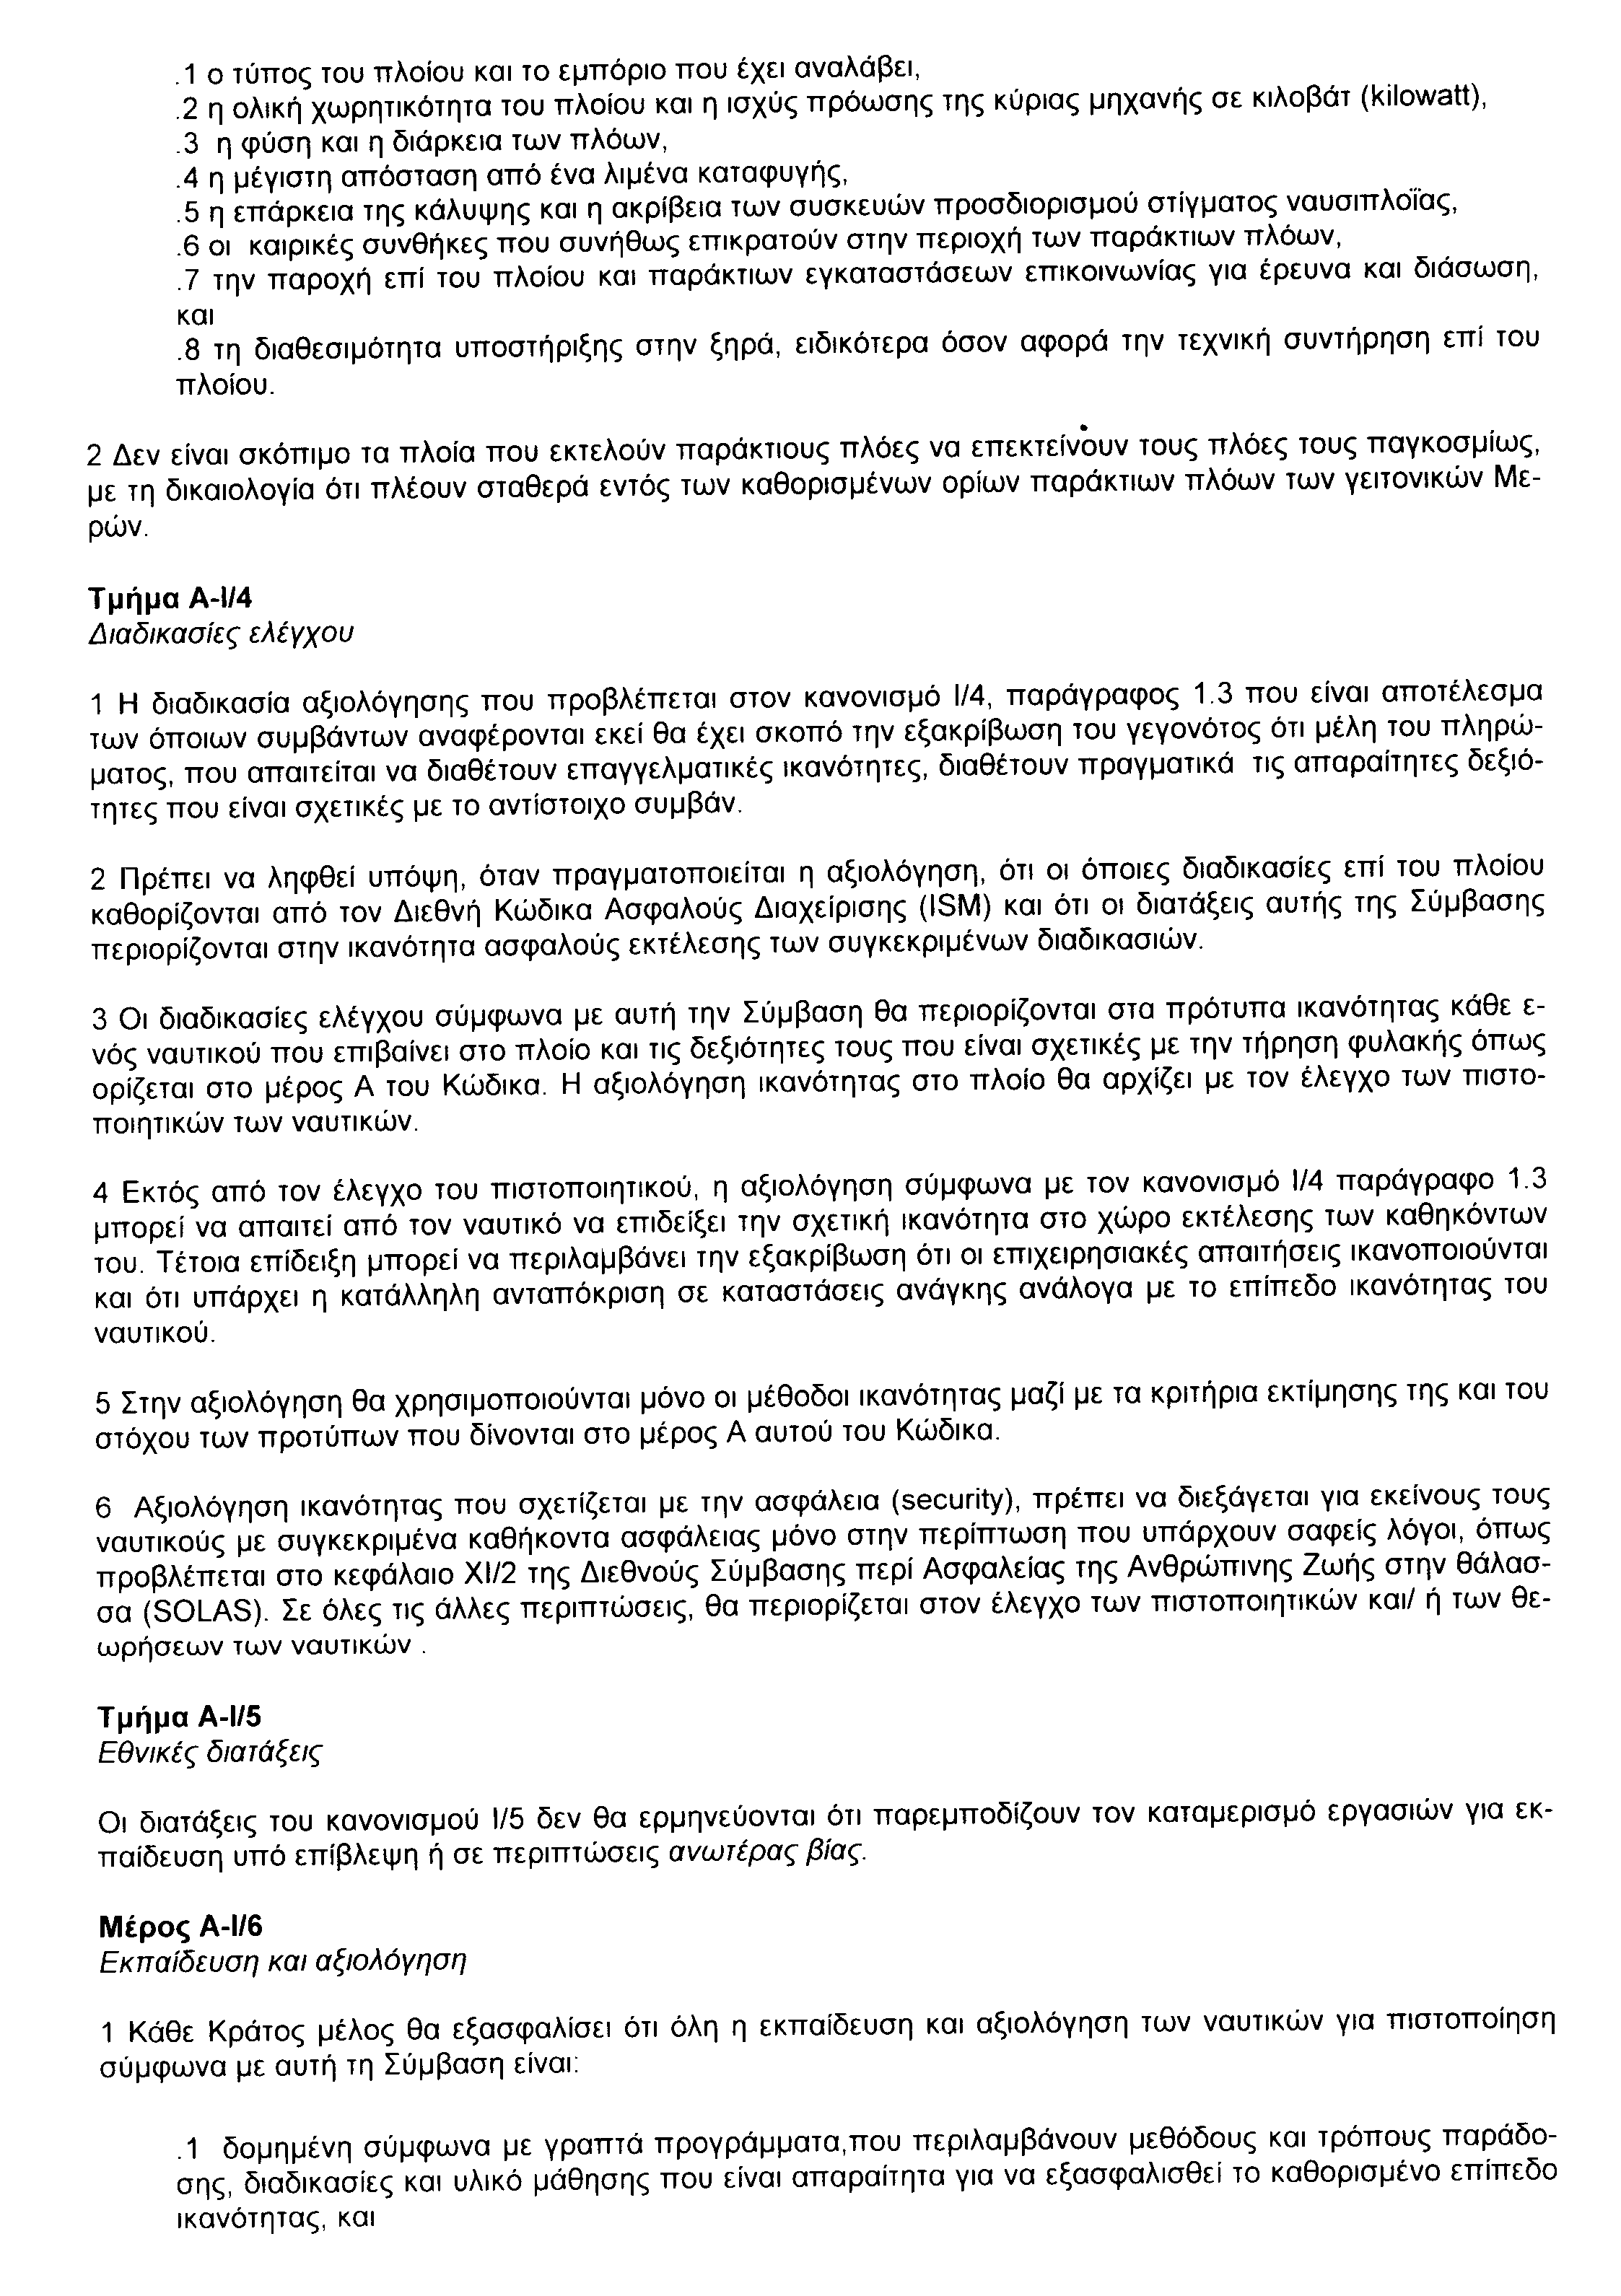 .1 ο τύπος του πλοίου και το εμπόριο που έχει αναλάβει,
.2 η ολική χωρητικότητα του πλοίου και η ισχύς πρόωσης της κύριας μηχανής σε κιλοβάτ (kilowatt),
.3 η φύση και η διάρκεια των πλόων,
.4 η μέγιστη απόσταση από ένα λιμένα καταφυγής,
.5 η επάρκεια της κάλυψης και η ακρίβεια των συσκευών προσδιορισμού στίγματος ναυσιπλοΐας,
.6 οι καιρικές συνθήκες που συνήθως επικρατούν στην περιοχή των παράκτιων πλόων,
.7 την παροχή επί του πλοίου και παράκτιων εγκαταστάσεων επικοινωνίας για έρευνα και διάσωση,
και
.8 τη διαθεσιμότητα υποστήριξης στην ξηρά, ειδικότερα όσον αφορά την τεχνική συντήρηση επί του
πλοίου.
2 Δεν είναι σκόπιμο τα πλοία που εκτελούν παράκτιους πλόες να επεκτείνουν τους πλόες τους παγκοσμίως,
με τη δικαιολογία ότι πλέουν σταθερά εντός των καθορισμένων ορίων παράκτιων πλόων των γειτονικών Με-
ρών.
Τμήμα Α-Ι/4
Διαδικασίες ελέγχου
1 Η διαδικασία αξιολόγησης που προβλέπεται στον κανονισμό Ι/4, παράγραφος 1.3 που είναι αποτέλεσμα
των όποιων συμβάντων αναφέρονται εκεί θα έχει σκοπό την εξακρίβωση του γεγονότος ότι μέλη του πληρώ-
ματος, που απαιτείται να διαθέτουν επαγγελματικές ικανότητες, διαθέτουν πραγματικά τις απαραίτητες δεξιό-
τητες που είναι σχετικές με το αντίστοιχο συμβάν.
2 Πρέπει να ληφθεί υπόψη, όταν πραγματοποιείται η αξιολόγηση, ότι οι όποιες διαδικασίες επί του πλοίου
καθορίζονται από τον Διεθνή Κώδικα Ασφαλούς Διαχείρισης (ISM) και ότι οι διατάξεις αυτής της Σύμβασης
περιορίζονται στην ικανότητα ασφαλούς εκτέλεσης των συγκεκριμένων διαδικασιών.
3 Οι διαδικασίες ελέγχου σύμφωνα με αυτή την Σύμβαση θα περιορίζονται στα πρότυπα ικανότητας κάθε ε-
νός ναυτικού που επιβαίνει στο πλοίο και τις δεξιότητες τους που είναι σχετικές με την τήρηση φυλακής όπως
ορίζεται στο μέρος Α του Κώδικα. Η αξιολόγηση ικανότητας στο πλοίο θα αρχίζει με τον έλεγχο των πιστο-
ποιητικών των ναυτικών.
4 Εκτός από τον έλεγχο του πιστοποιητικού, η αξιολόγηση σύμφωνα με τον κανονισμό Ι/4 παράγραφο 1.3
μπορεί να απαιτεί από τον ναυτικό να επιδείξει την σχετική ικανότητα στο χώρο εκτέλεσης των καθηκόντων
του. Τέτοια επίδειξη μπορεί να περιλαμβάνει την εξακρίβωση ότι οι επιχειρησιακές απαιτήσεις ικανοποιούνται
και ότι υπάρχει η κατάλληλη ανταπόκριση σε καταστάσεις ανάγκης ανάλογα με το επίπεδο ικανότητας του
ναυτικού.
5 Στην αξιολόγηση θα χρησιμοποιούνται μόνο οι μέθοδοι ικανότητας μαζί με τα κριτήρια εκτίμησης της και του
στόχου των προτύπων που δίνονται στο μέρος Α αυτού του Κώδικα.
6 Αξιολόγηση ικανότητας που σχετίζεται με την ασφάλεια (security), πρέπει να διεξάγεται για εκείνους τους
ναυτικούς με συγκεκριμένα καθήκοντα ασφάλειας μόνο στην περίπτωση που υπάρχουν σαφείς λόγοι, όπως
προβλέπεται στο κεφάλαιο ΧΙ/2 της Διεθνούς Σύμβασης περί Ασφαλείας της Ανθρώπινης Ζωής στην θάλασ-
σα (SOLAS). Σε όλες τις άλλες περιπτώσεις, θα περιορίζεται στον έλεγχο των πιστοποιητικών και/ ή των θε-
ωρήσεων των ναυτικών .
Τμήμα Α-Ι/5
Εθνικές διατάξεις
Οι διατάξεις του κανονισμού Ι/5 δεν θα ερμηνεύονται ότι παρεμποδίζουν τον καταμερισμό εργασιών για εκ-
παίδευση υπό επίβλεψη ή σε περιπτώσεις ανωτέρας βίας.
Μέρος Α-Ι/6
Εκπαίδευση και αξιολόγηση
1 Κάθε Κράτος μέλος θα εξασφαλίσει ότι όλη η εκπαίδευση και αξιολόγηση των ναυτικών για πιστοποίηση
σύμφωνα με αυτή τη Σύμβαση είναι:
.1 δομημένη σύμφωνα με γραπτά προγράμματα,που περιλαμβάνουν μεθόδους και τρόπους παράδο-
σης, διαδικασίες και υλικό μάθησης που είναι απαραίτητα για να εξασφαλισθεί το καθορισμένο επίπεδο
ικανότητας, και